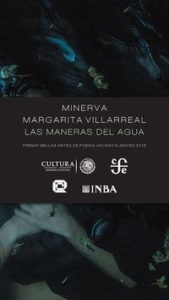 MINERVA
MARGARITA VILLARREAL
LAS MANERAS DEL AGUA
PREMIO BELLAS ARTES DE POESÍA AGUASCALIENTES 2016
CULTURA
INBA